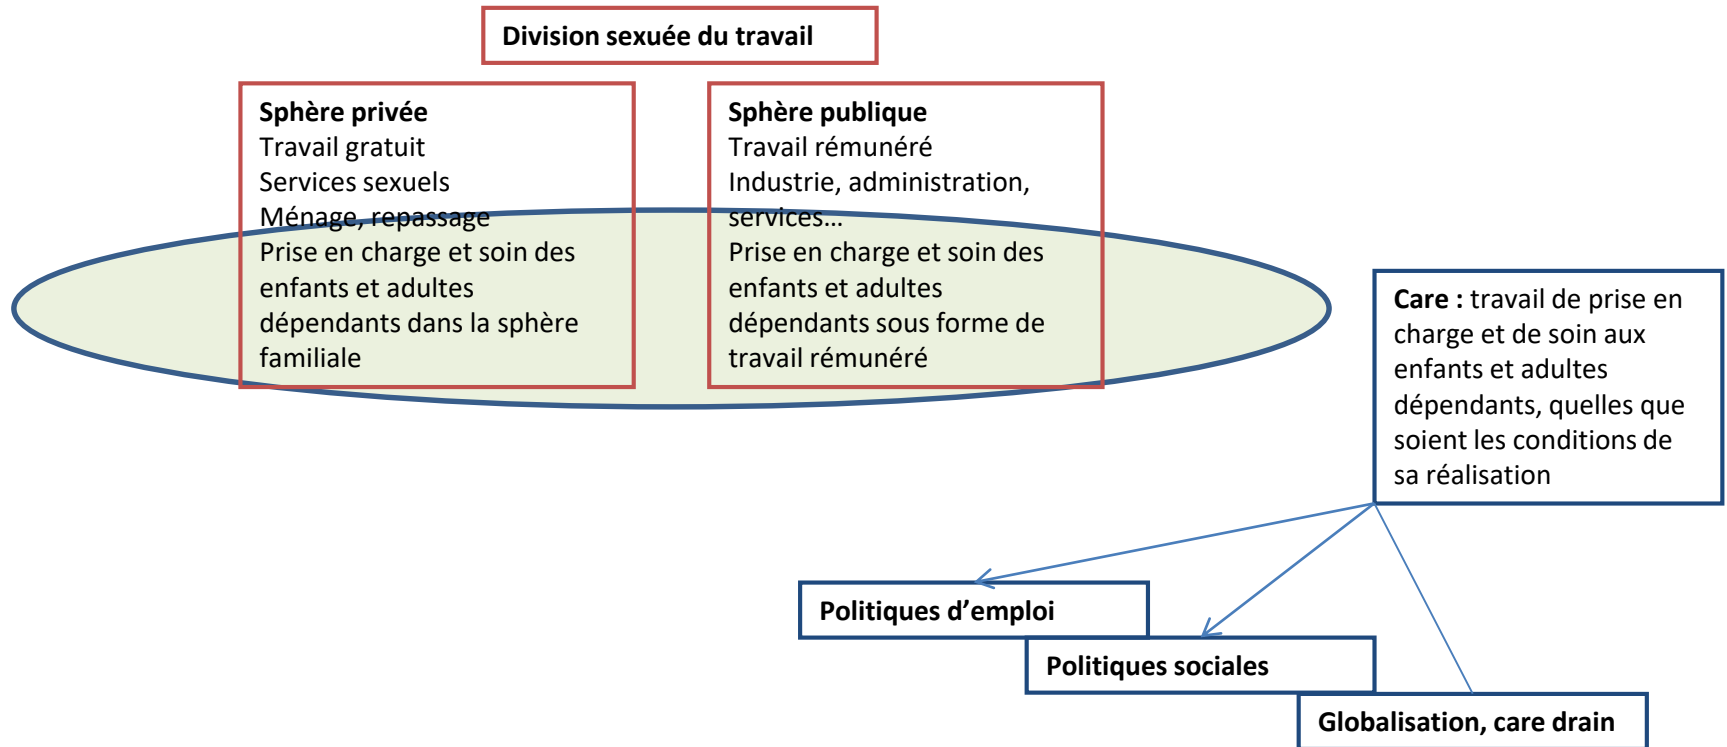 Division sexuée du travail
Sphère privée
Travail gratuit
Services sexuels
Ménage, repassage
Prise en charge et soin des
enfants et adultes
dépendants dans la sphère
familiale
Sphère publique
Travail rémunéré
Industrie, administration,
services…
Prise en charge et soin des
enfants et adultes
dépendants sous forme de
travail rémunéré
Care : travail de prise en
charge et de soin aux
enfants et adultes
dépendants, quelles que
soient les conditions de
sa réalisation
Politiques d’emploi
Politiques sociales
Globalisation, care drain